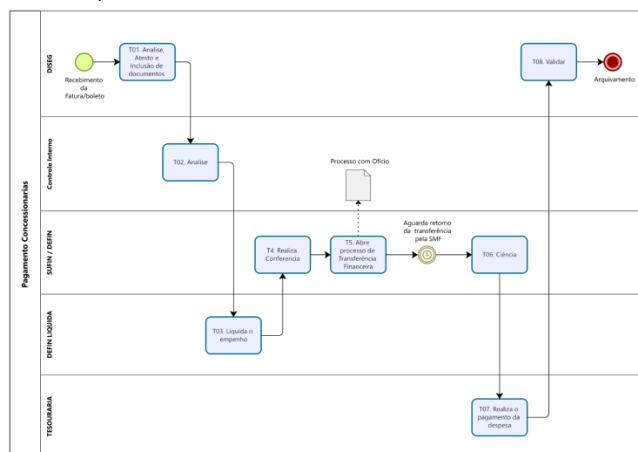 Pagamento Concessionarias
DISEG
Recebimento
da
Fatura/boleto
T01. Analise,
Atesto e
Inclusão de
documentos
T08. Validar
Arquivamento
Controle Interno
T02. Analise
Processo com Ofício
SUFIN / DEFIN
T4. Realiza
Conferencia
T5. Abre
processo de
Transferência
Financeira
Aguarda retorno
da transferência
pela SMF
T06. Ciência
DEFIN LIQUIDA
T03. Liquida o
empenho
TESOURARIA
T07. Realiza o
pagamento da
despesa